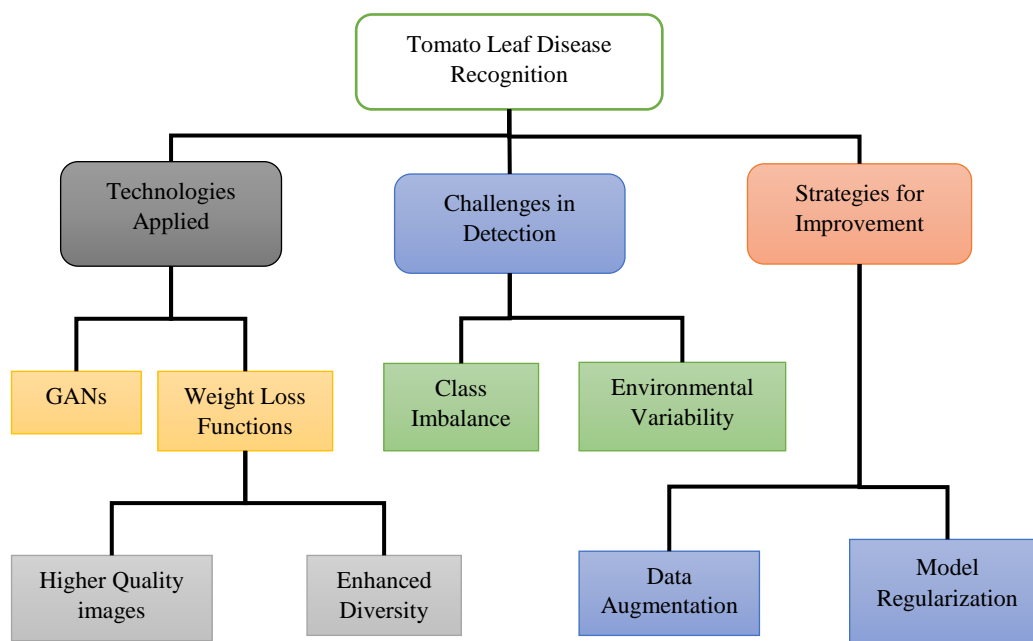 Tomato Leaf Disease
Recognition
Technologies
Applied
Challenges in
Detection
Strategies for
Improvement
GANs
Weight Loss
Functions
Class
Imbalance
Environmental
Variability
Higher Quality
images
Enhanced
Diversity
Data
Augmentation
Model
Regularization